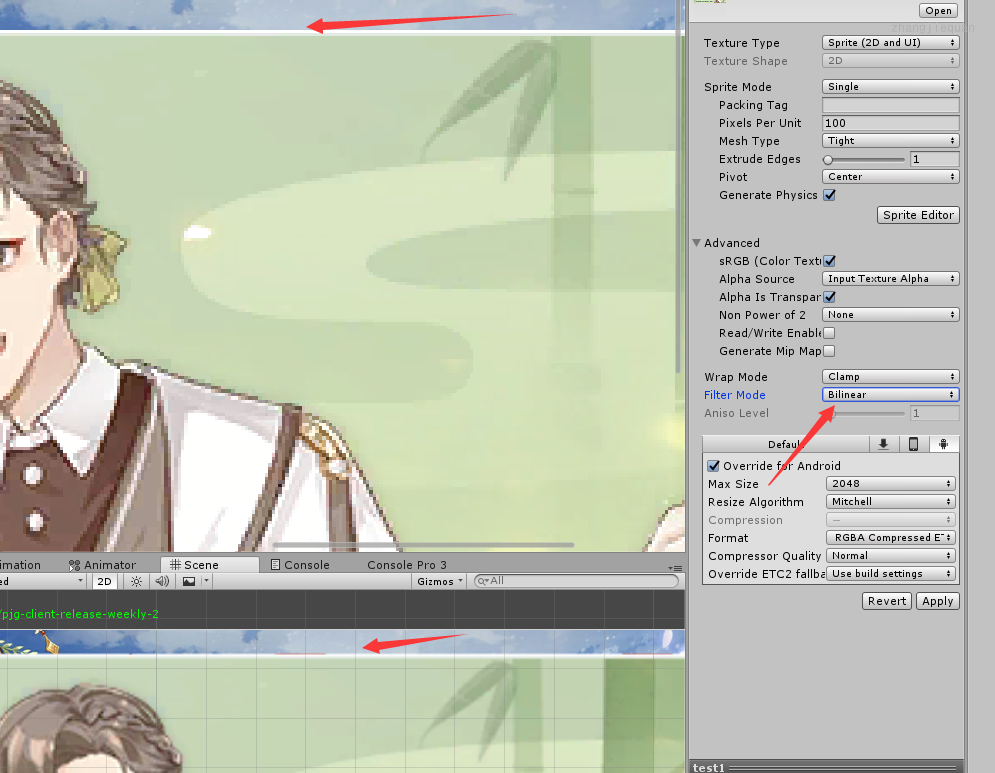 Open
zhangjiequan
Texture Type
Sprite (2D and UI)
Texture Shape
2D
Sprite Mode
Single
Packing Tag
Pixels Per Unit
100
Mesh Type
Tight
Extrude Edges
1
Pivot
Center
Generate Physics
Sprite Editor
Advanced
sRGB (Color Textu
Alpha Source
Input Texture Alpha
Alpha Is Transpar
Non Power of 2
None
Read/Write Enable
Generate Mip Map
Wrap Mode
Clamp
Filter Mode
Bilinear
Aniso Level
1
Default
Override for Android
Max Size
2048
Resize Algorithm
Mitchell
Compression
—
Format
RGBA Compressed ET
Compressor Quality
Normal
Override ETC2 fallba
Use build settings
Revert
Apply
imation
Animator
Scene
Console
Console Pro 3
ed
2D
Gizmos
All
/pjg-client-release-weekly-2
test1